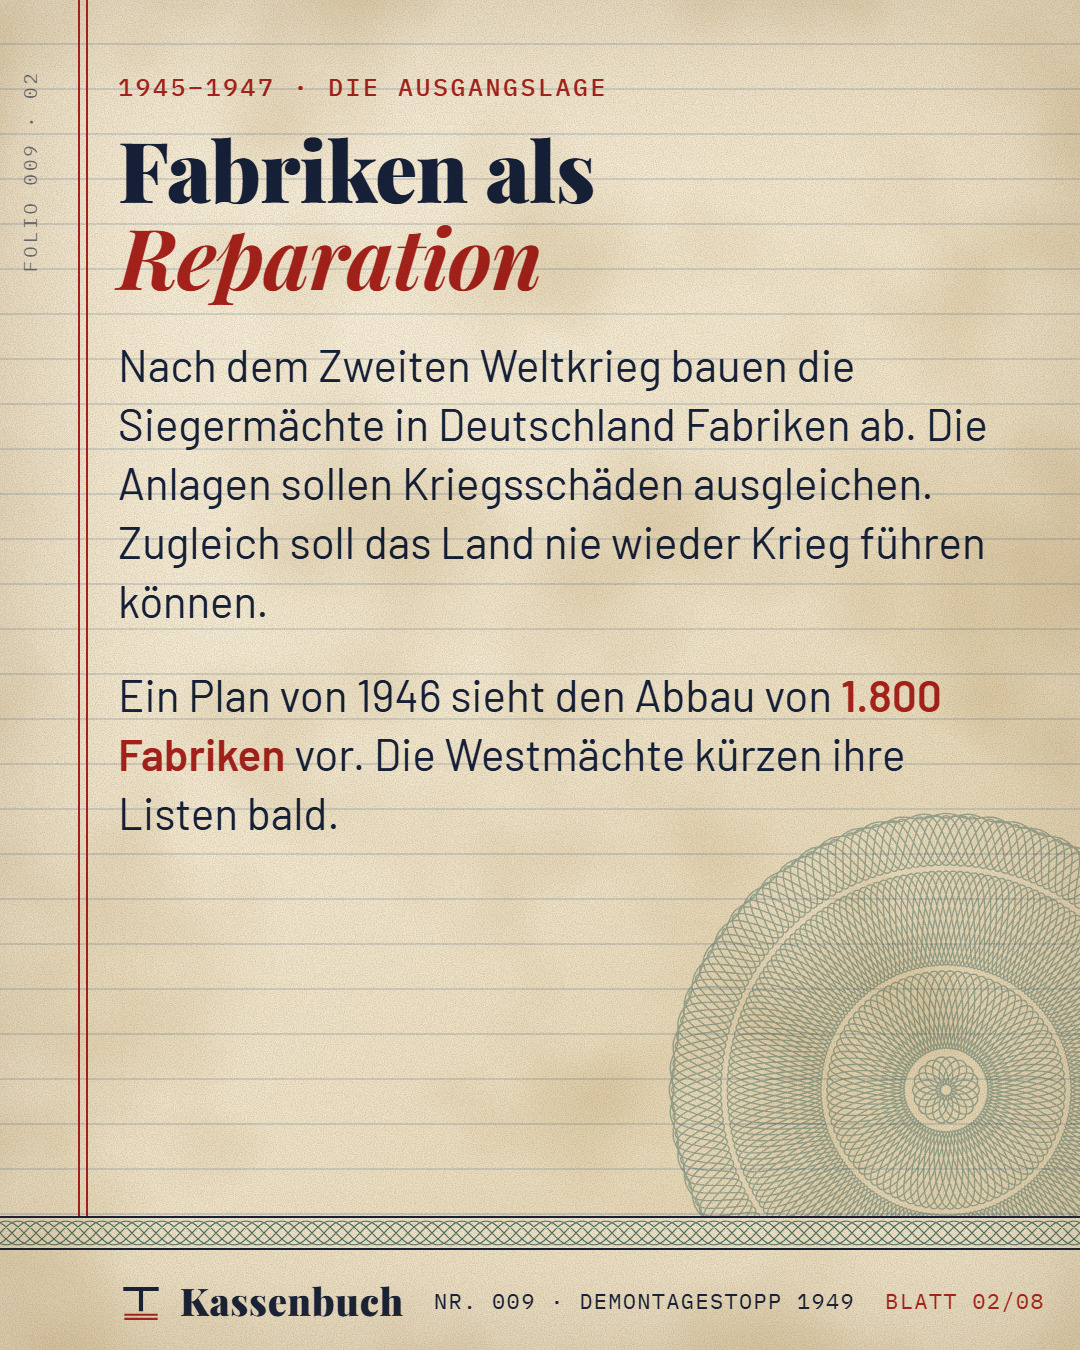 FOLIO 009 · 02
1945–1947 · DIE AUSGANGSLAGE
Fabriken als
Reparation
Nach dem Zweiten Weltkrieg bauen die
Siegermächte in Deutschland Fabriken ab. Die
Anlagen sollen Kriegsschäden ausgleichen.
Zugleich soll das Land nie wieder Krieg führen
können.
Ein Plan von 1946 sieht den Abbau von 1.800
Fabriken vor. Die Westmächte kürzen ihre
Listen bald.
Kassenbuch NR. 009 · DEMONTAGESTOPP 1949 BLATT 02/08